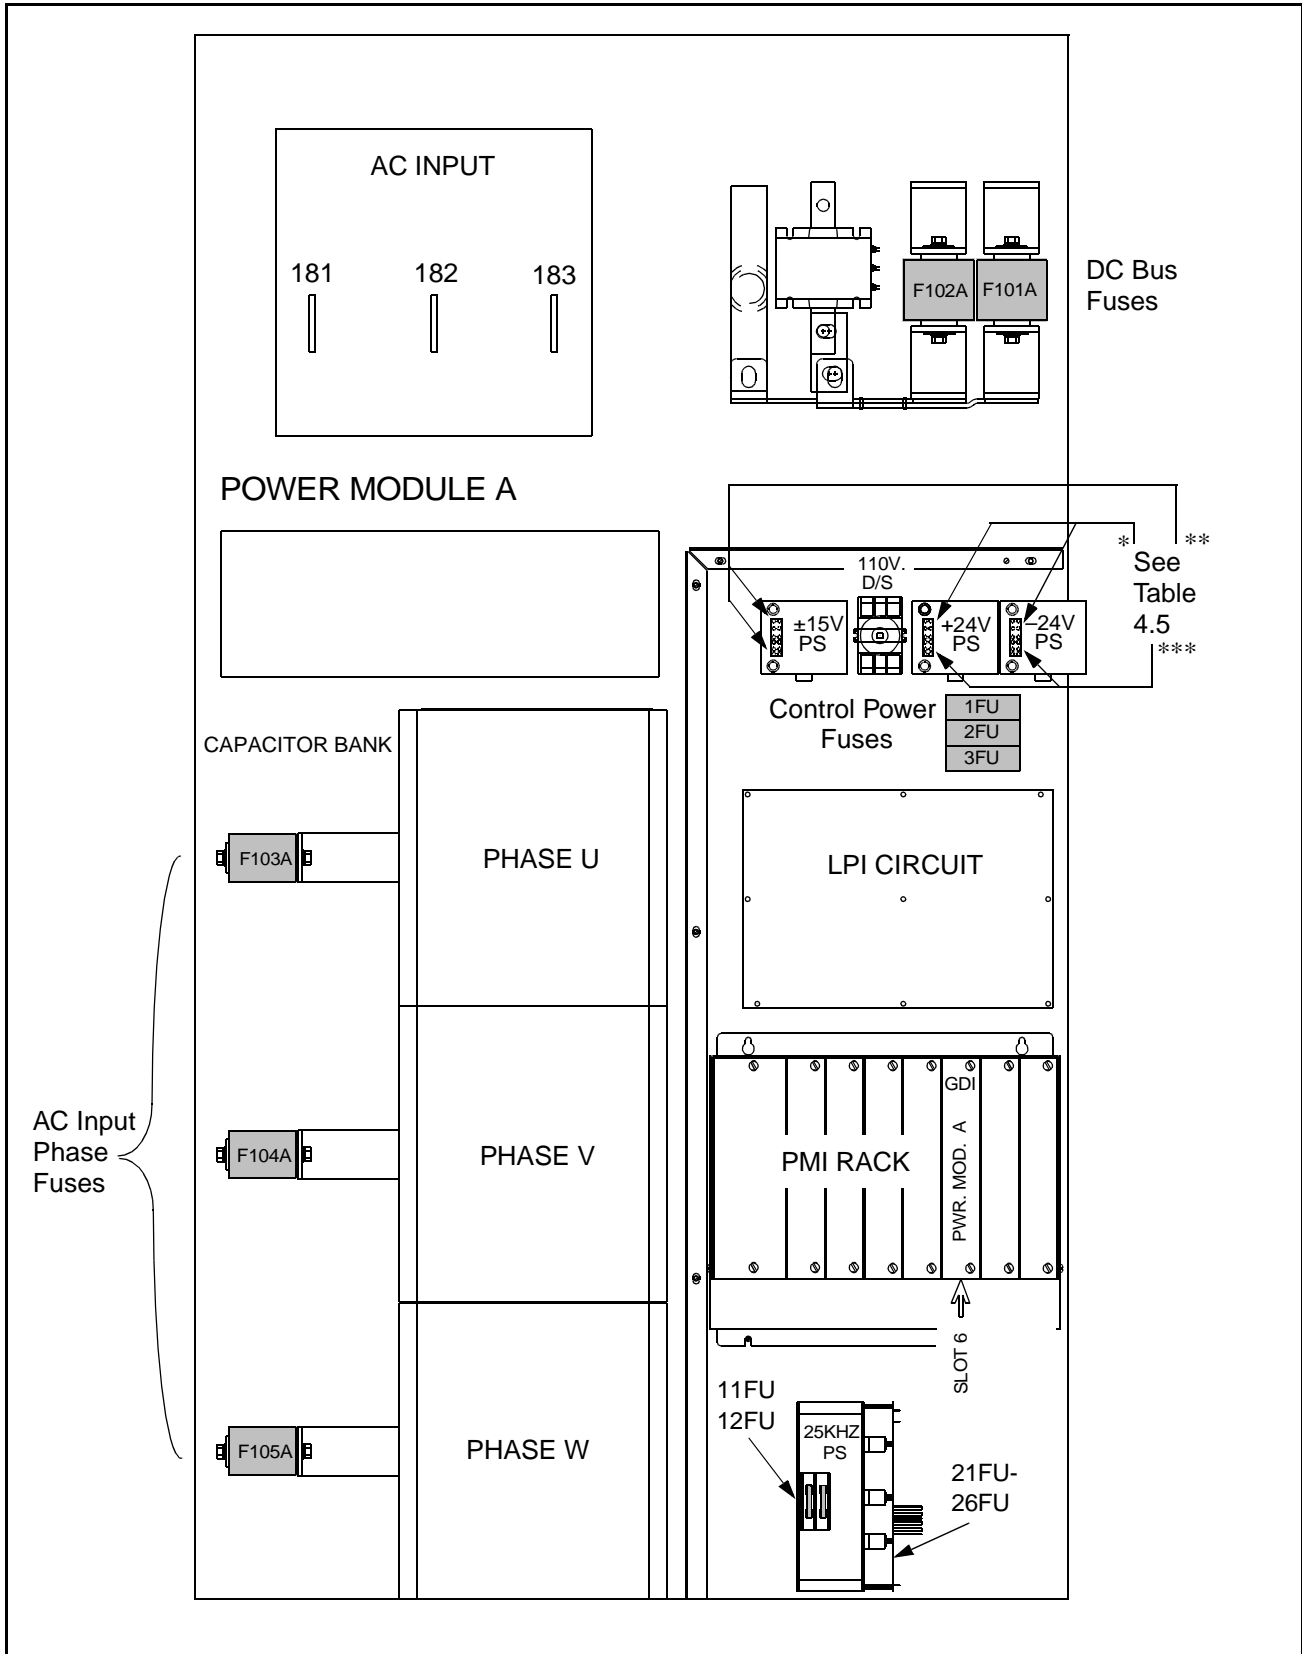 AC INPUT
181
182
183
F102A
F101A
DC Bus
Fuses
POWER MODULE A
*
**
See
Table
4.5
***
110V.
D/S
±15V
PS
+24V
PS
–24V
PS
Control Power
Fuses
1FU
2FU
3FU
CAPACITOR BANK
F103A
PHASE U
LPI CIRCUIT
AC Input
Phase
Fuses
F104A
PHASE V
PMI RACK
GDI
PWR. MOD. A
SLOT 6
F105A
PHASE W
11FU
12FU
25KHZ
PS
21FU-
26FU